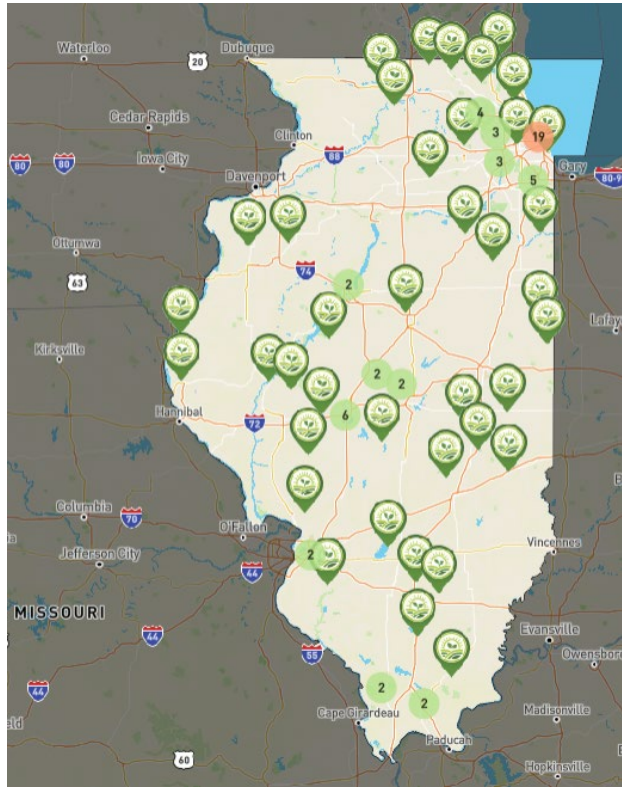 Waterloo
Dubuque
20
Cedar Rapids
4
3
19
Clinton
88
80
80
Iowa City
3
Gary
80-9
Davenport
5
Ottumwa
63
74
2
Lafay
Kirksville
2
2
Hannibal
72
6
Columbia
70
O'Fallon
Vincennes
Jefferson City
44
2
MISSOURI
44
55
Evansville
Owensboro
44
2
2
Cape Girardeau
Madisonville
eld
60
Paducah
Hopkinsville